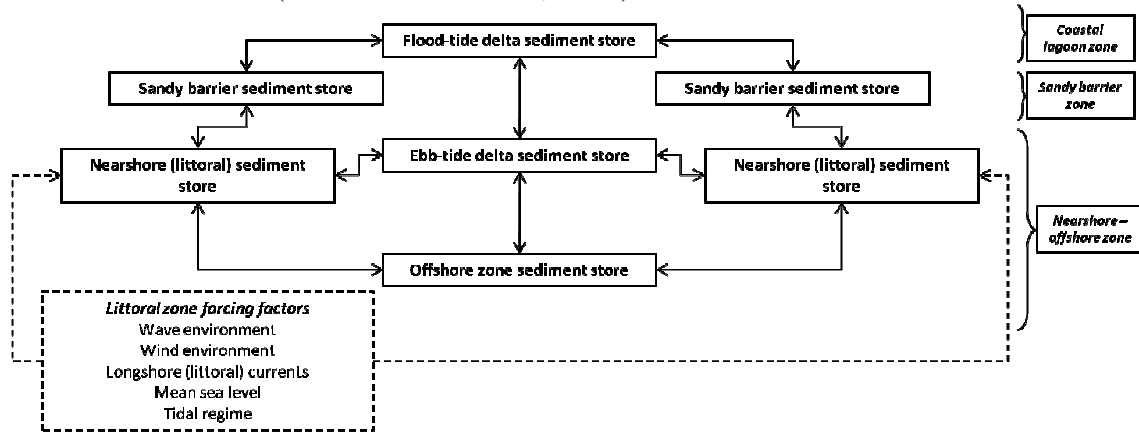 Flood-tide delta sediment store
Coastal
lagoon zone
Sandy barrier sediment store
Sandy barrier sediment store
Sandy barrier
zone
Nearshore (littoral) sediment
store
Ebb-tide delta sediment store
Nearshore (littoral) sediment
store
Nearshore –
offshore zone
Offshore zone sediment store
Littoral zone forcing factors
Wave environment
Wind environment
Longshore (littoral) currents
Mean sea level
Tidal regime